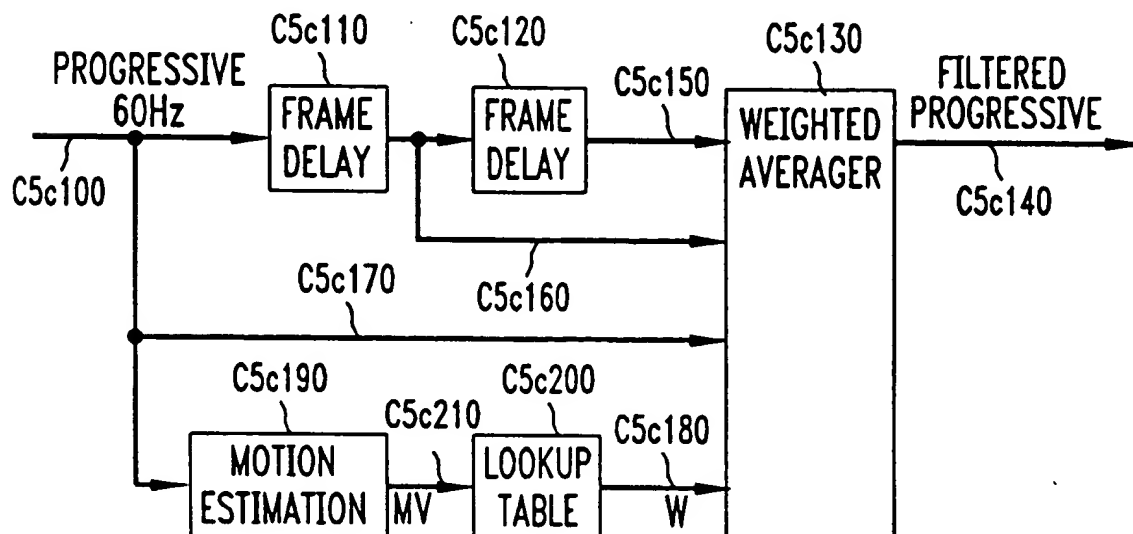 C5c110
C5c120
C5c130
PROGRESSIVE
60Hz
FRAME
DELAY
FRAME
DELAY
C5c150
WEIGHTED
AVERAGER
FILTERED
PROGRESSIVE
C5c100
C5c140
C5c160
C5c170
C5c190
C5c210
C5c200
C5c180
MOTION
ESTIMATION
MV
LOOKUP
TABLE
W